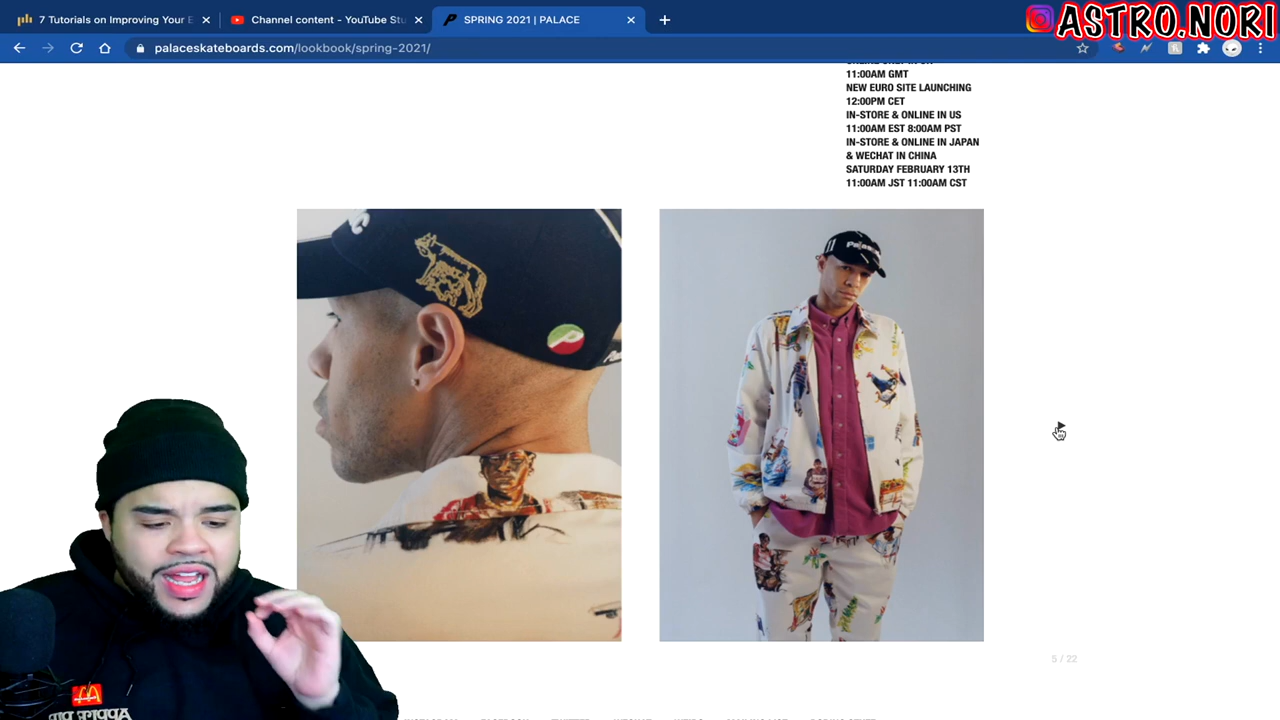 7 Tutorials on Improving Your E
Channel content - YouTube Stu
SPRING 2021 | PALACE
ASTRO.NORI
palaceskateboards.com/lookbook/spring-2021/
11:00AM GMT
NEW EURO SITE LAUNCHING
12:00PM CET
IN-STORE & ONLINE IN US
11:00AM EST 8:00AM PST
IN-STORE & ONLINE IN JAPAN
& WECHAT IN CHINA
SATURDAY FEBRUARY 13TH
11:00AM JST 11:00AM CST
Palace
5 / 22